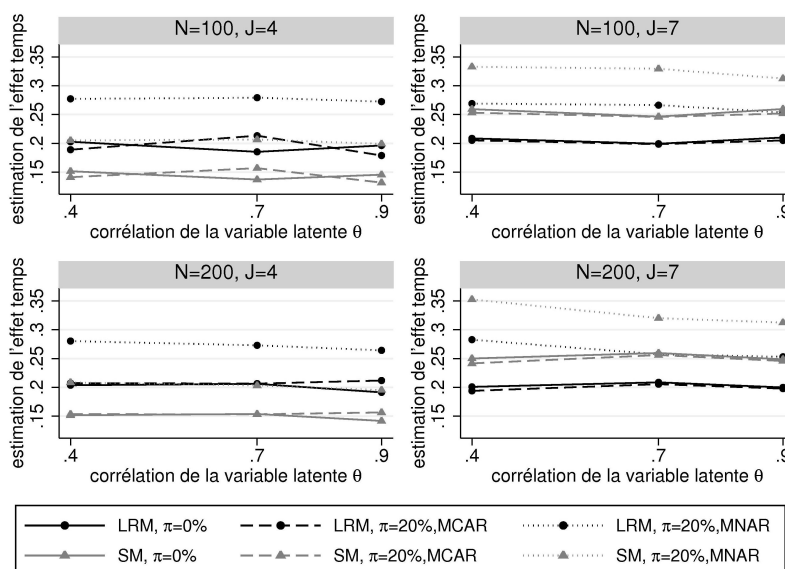 N=100, J=4
estimation de l'effet temps
.35
.3
.25
.2
.15
.4
.7
.9
corrélation de la variable latente θ
N=100, J=7
estimation de l'effet temps
.35
.3
.25
.2
.15
.4
.7
.9
corrélation de la variable latente θ
N=200, J=4
estimation de l'effet temps
.35
.3
.25
.2
.15
.4
.7
.9
corrélation de la variable latente θ
N=200, J=7
estimation de l'effet temps
.35
.3
.25
.2
.15
.4
.7
.9
corrélation de la variable latente θ
LRM, π=0%
LRM, π=20%,MCAR
LRM, π=20%,MNAR
SM, π=0%
SM, π=20%,MCAR
SM, π=20%,MNAR